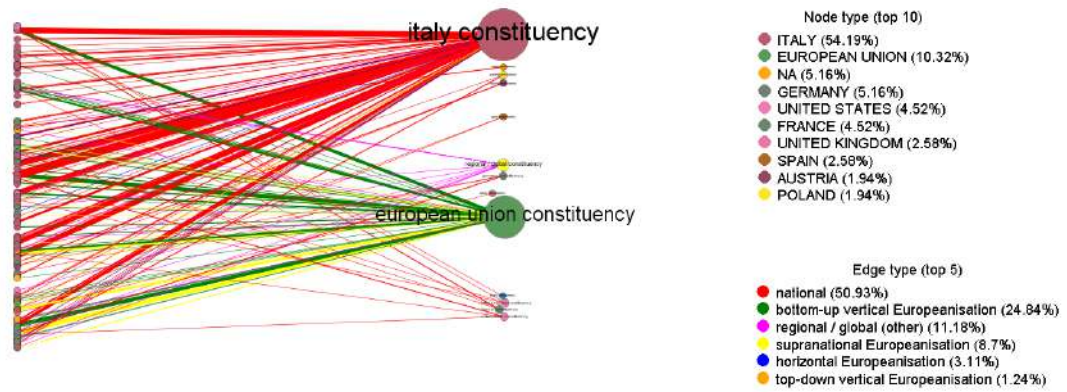 italy constituency
regional / global constituency
european union constituency
Node type (top 10)
ITALY (54.19%)
EUROPEAN UNION (10.32%)
NA (5.16%)
GERMANY (5.16%)
UNITED STATES (4.52%)
FRANCE (4.52%)
UNITED KINGDOM (2.58%)
SPAIN (2.58%)
AUSTRIA (1.94%)
POLAND (1.94%)
Edge type (top 5)
national (50.93%)
bottom-up vertical Europeanisation (24.84%)
regional / global (other) (11.18%)
supranational Europeanisation (8.7%)
horizontal Europeanisation (3.11%)
top-down vertical Europeanisation (1.24%)